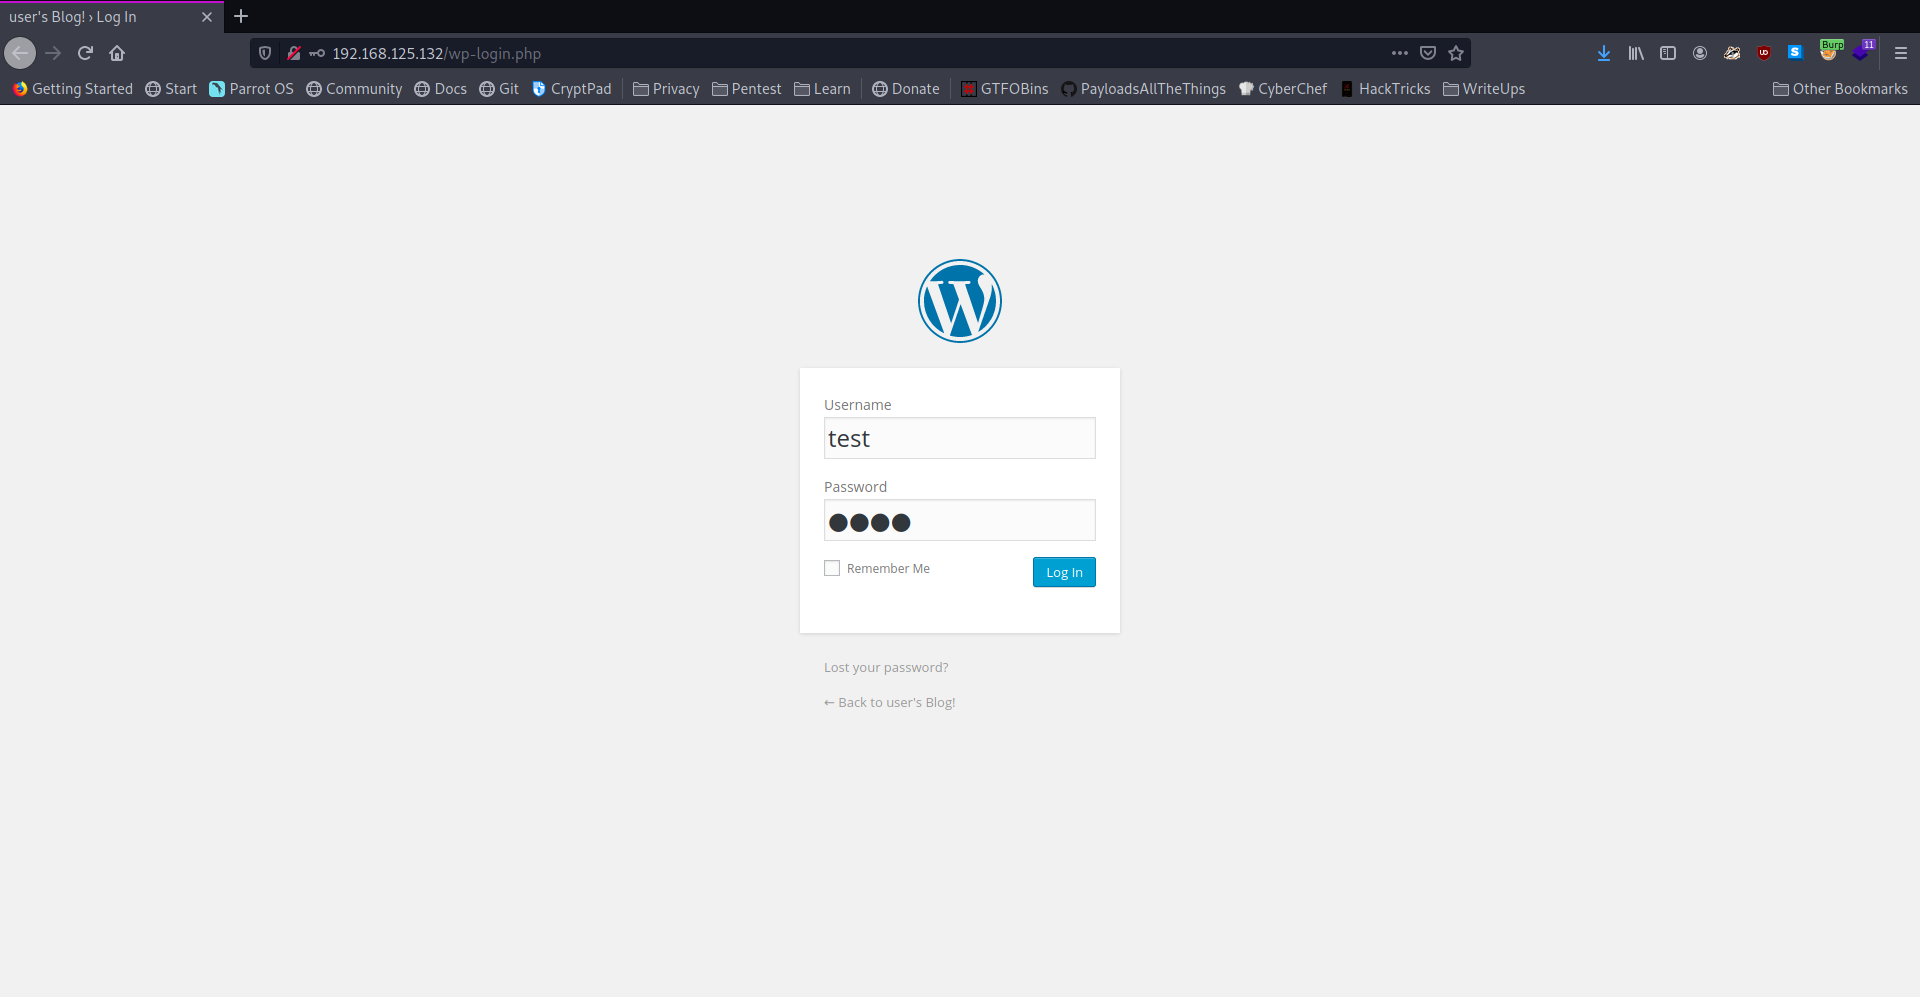 user's Blog! › Log In
192.168.125.132/wp-login.php
Burp 11
Getting Started Start Parrot OS Community Docs Git CryptPad Privacy Pentest Learn Donate GTFOBins PayloadsAllTheThings CyberChef HackTricks WriteUps Other Bookmarks
Username
test
Password
Remember Me Log In
Lost your password?
← Back to user's Blog!